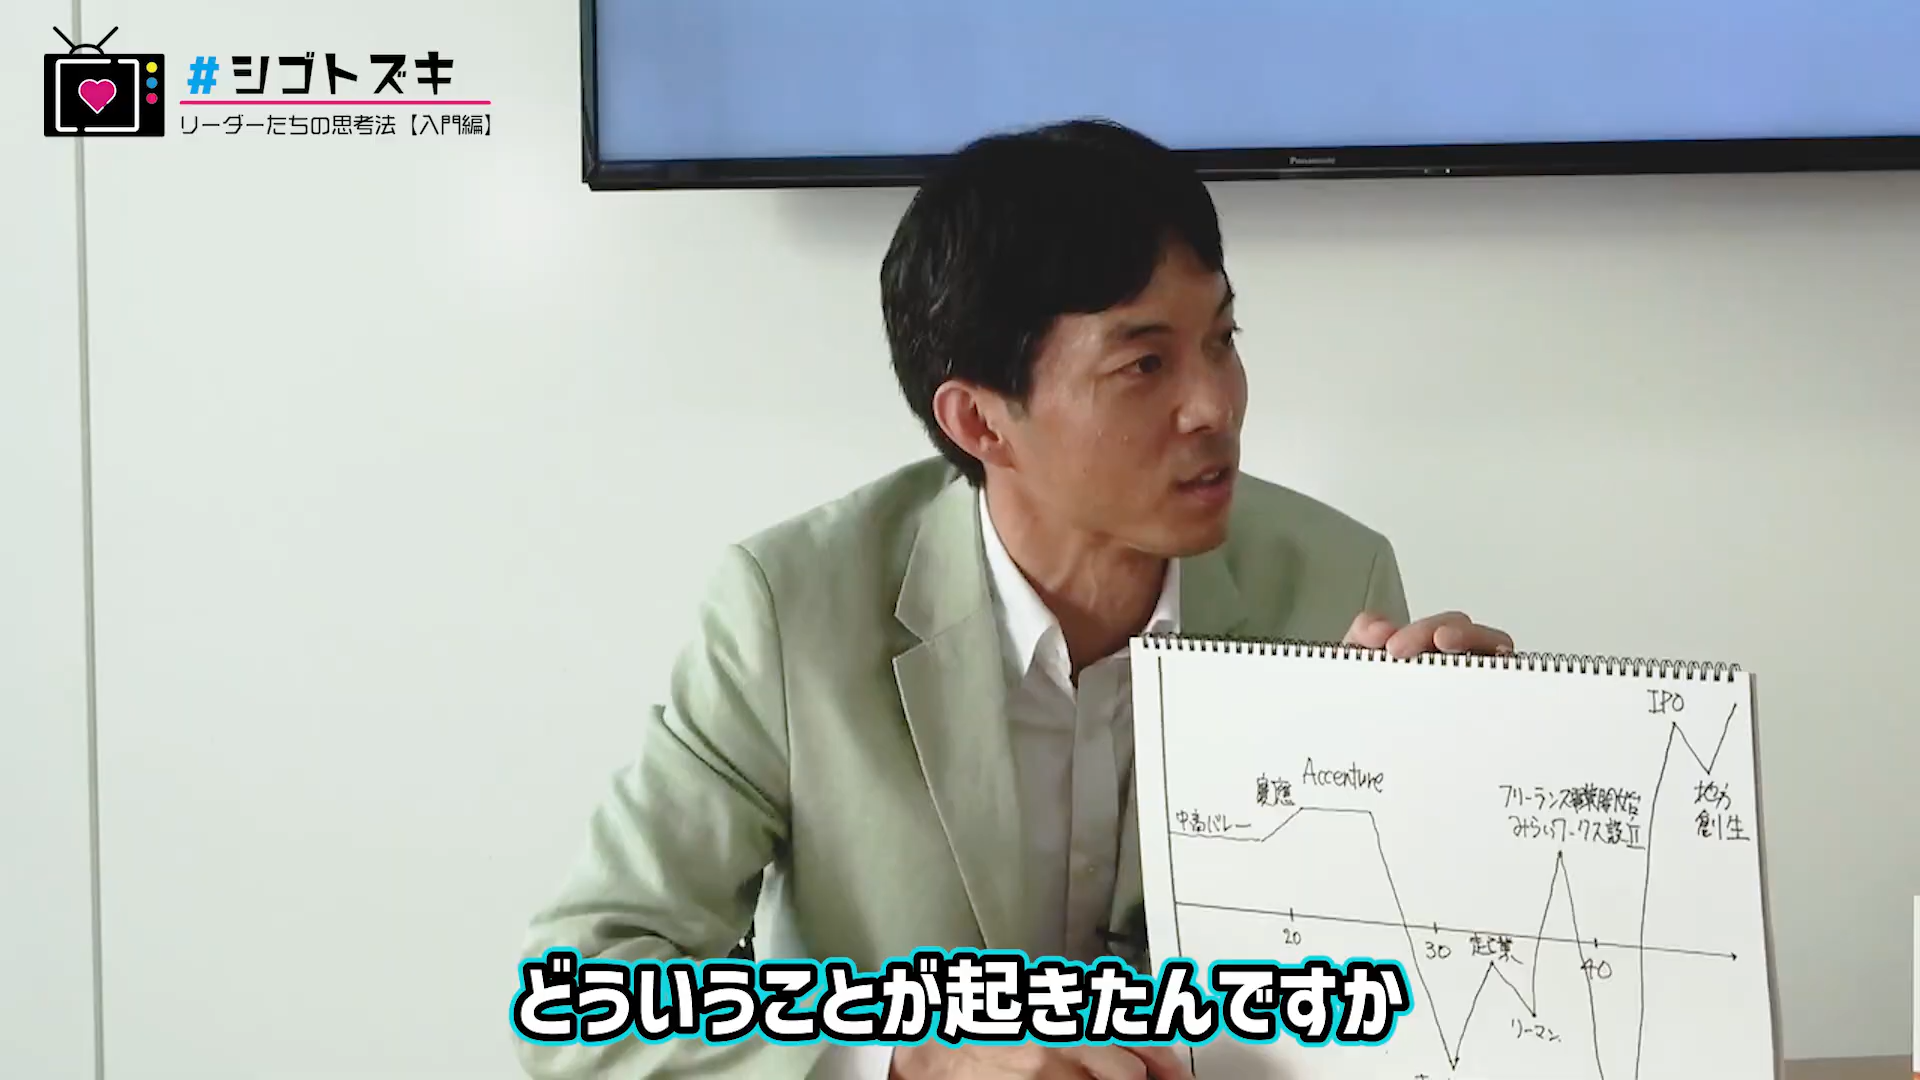 #シゴトズキ
リーダーたちの思考法【入門編】
Panasonic
IPO
Accenture
慶應
中高バレー
フリーランス事業開始
みらいワークス設立
地方
創生
20
30
起業
40
リーマン
どういうことが起きたんですか